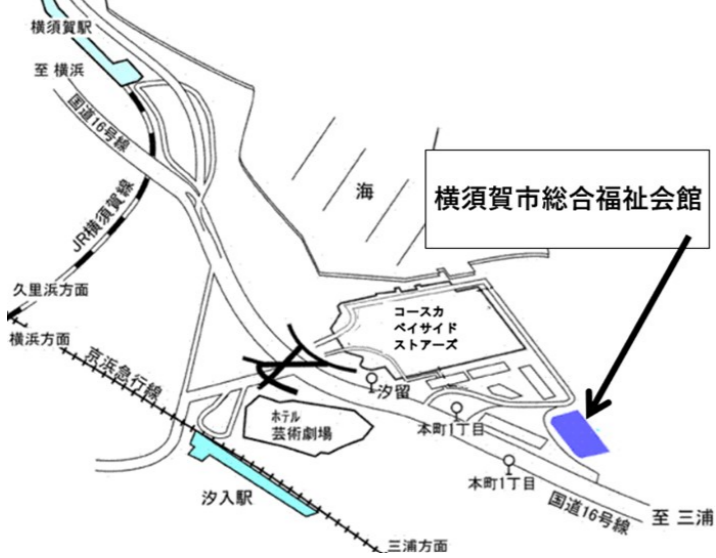 横須賀駅
至 横浜
国道16号線
JR横須賀線
久里浜方面
横浜方面
京浜急行線
海
横須賀市総合福祉会館
コースカ
ベイサイド
ストアーズ
汐留
ホテル
芸術劇場
本町1丁目
本町1丁目
汐入駅
国道16号線
至 三浦
三浦方面